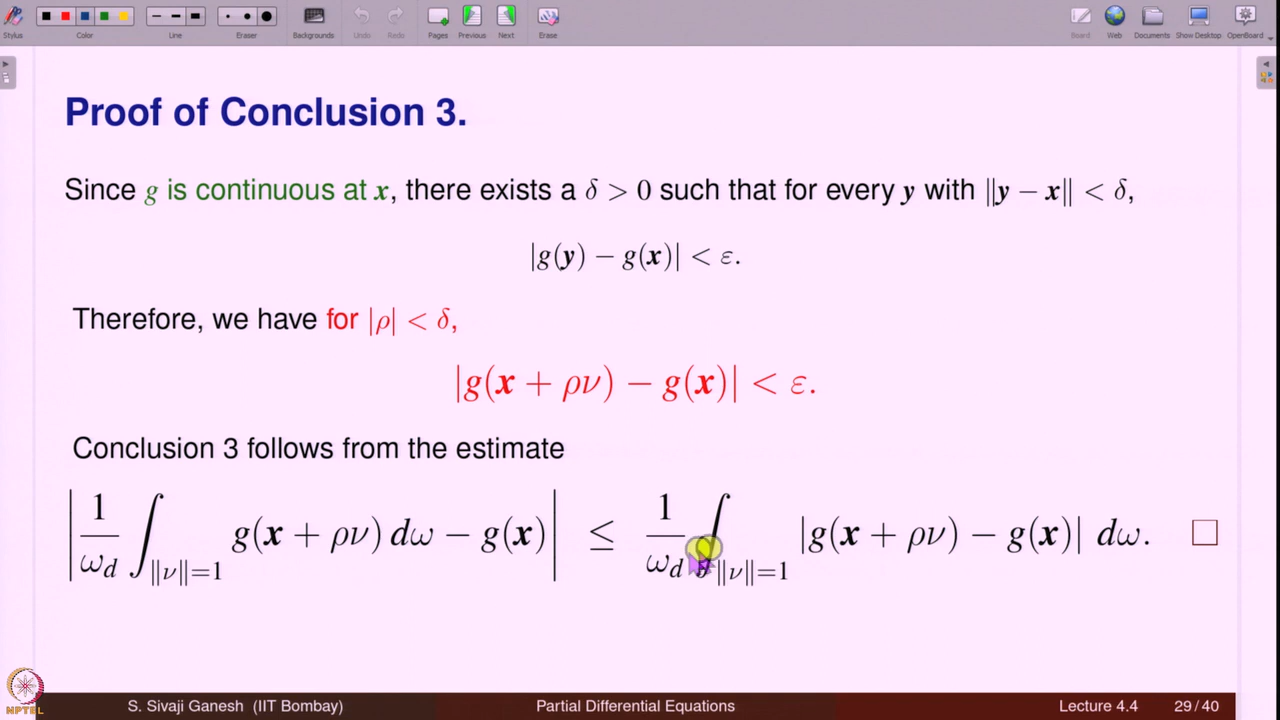 Stylus Color Line Eraser Backgrounds Undo Redo Pages Previous Next Erase Board Web Documents Show Desktop OpenBoard
Proof of Conclusion 3.
Since g is continuous at x, there exists a δ > 0 such that for every y with ‖y − x‖ < δ,
|g(y) − g(x)| < ε.
Therefore, we have for |ρ| < δ,
|g(x + ρν) − g(x)| < ε.
Conclusion 3 follows from the estimate
|1/ω_d ∫_{‖ν‖=1} g(x + ρν) dω − g(x)| ≤ 1/ω_d ∫_{‖ν‖=1} |g(x + ρν) − g(x)| dω. □
NPTEL
S. Sivaji Ganesh (IIT Bombay) Partial Differential Equations Lecture 4.4 29 / 40